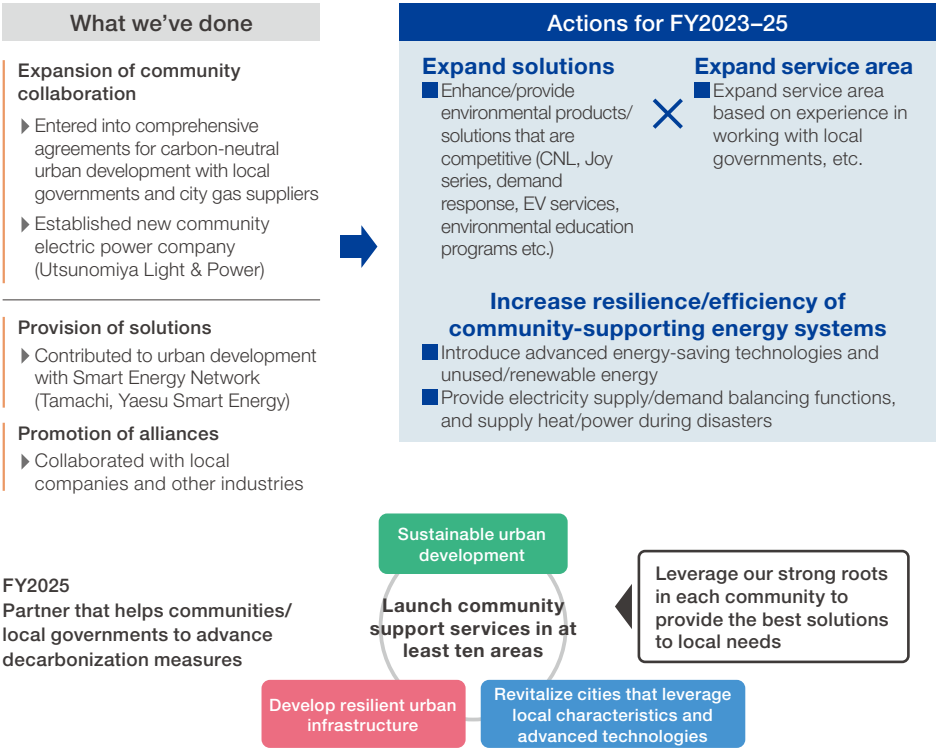 What we've done
Expansion of community
collaboration
Entered into comprehensive
agreements for carbon-neutral
urban development with local
governments and city gas suppliers
Established new community
electric power company
(Utsunomiya Light & Power)
Provision of solutions
Contributed to urban development
with Smart Energy Network
(Tamachi, Yaesu Smart Energy)
Promotion of alliances
Collaborated with local
companies and other industries
Actions for FY2023–25
Expand solutions
Enhance/provide
environmental products/
solutions that are
competitive (CNL, Joy
series, demand
response, EV services,
environmental education
programs etc.)
Expand service area
Expand service area
based on experience in
working with local
governments, etc.
Increase resilience/efficiency of
community-supporting energy systems
Introduce advanced energy-saving technologies and
unused/renewable energy
Provide electricity supply/demand balancing functions,
and supply heat/power during disasters
FY2025
Partner that helps communities/
local governments to advance
decarbonization measures
Sustainable urban
development
Launch community
support services in at
least ten areas
Develop resilient urban
infrastructure
Revitalize cities that leverage
local characteristics and
advanced technologies
Leverage our strong roots
in each community to
provide the best solutions
to local needs